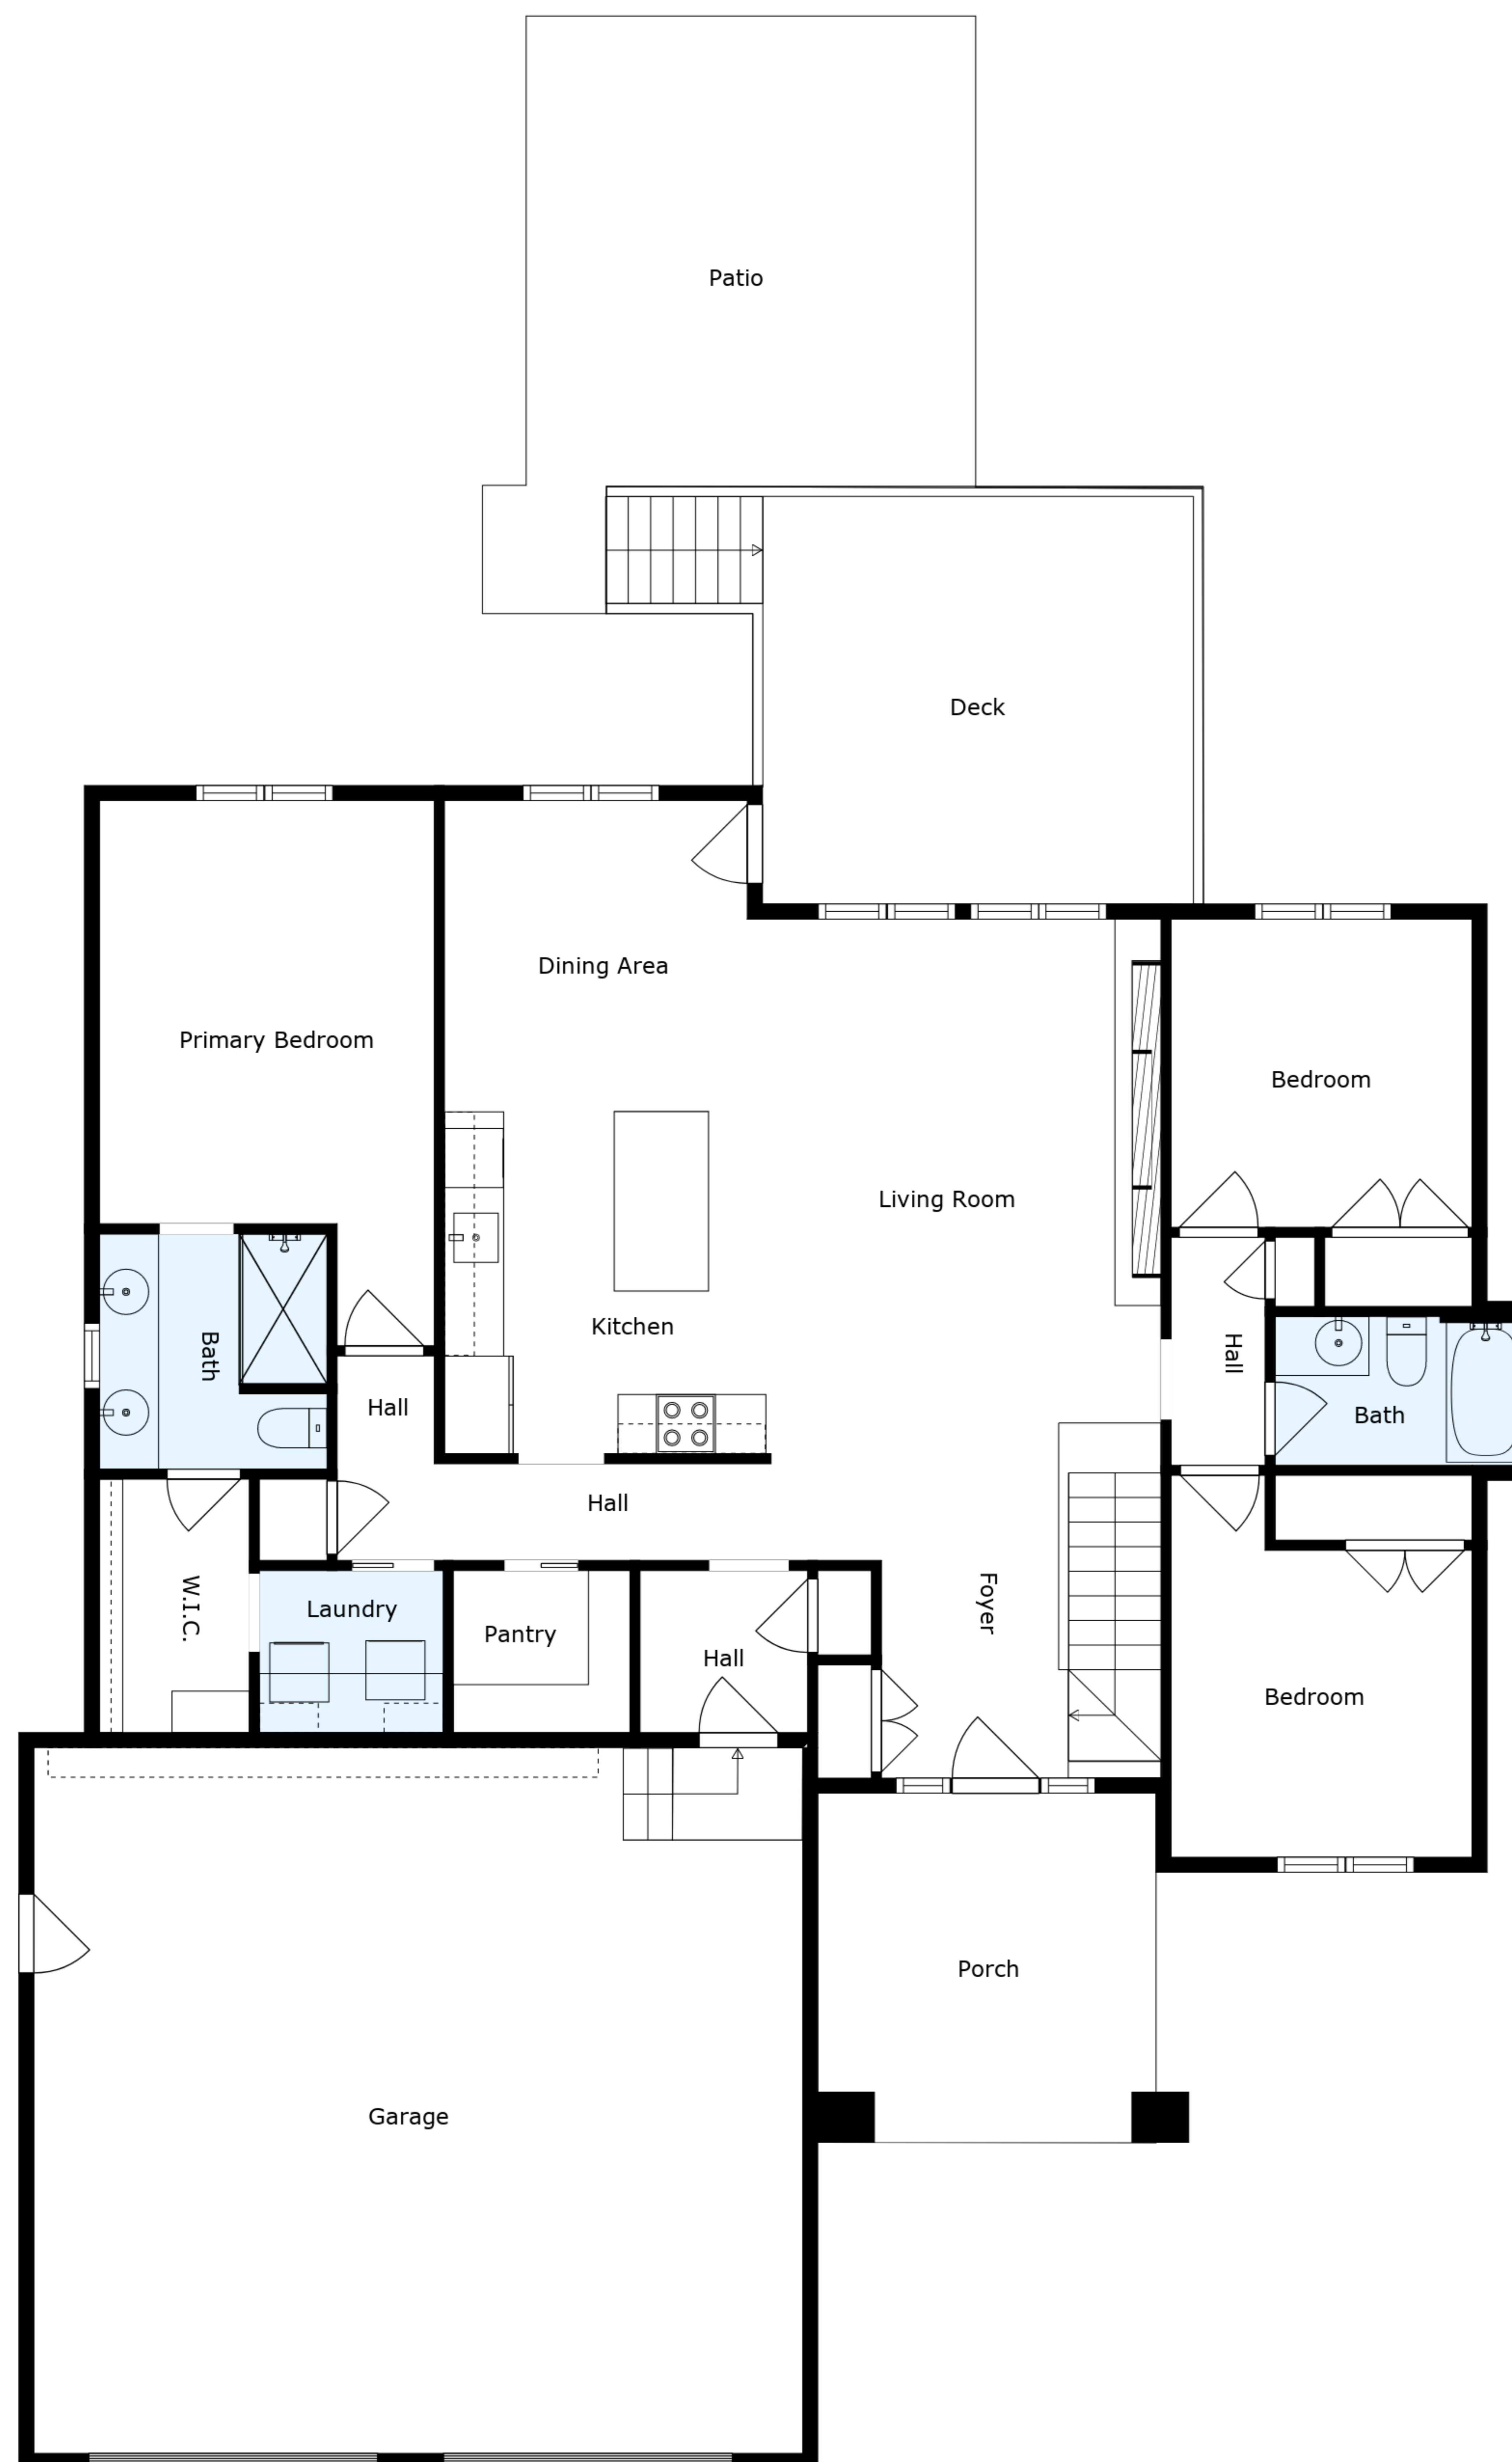 Patio
Deck
Dining Area
Primary Bedroom
Bedroom
Living Room
Kitchen
Bath
Hall
Hall
Bath
Hall
W.I.C.
Laundry
Pantry
Hall
Foyer
Bedroom
Porch
Garage